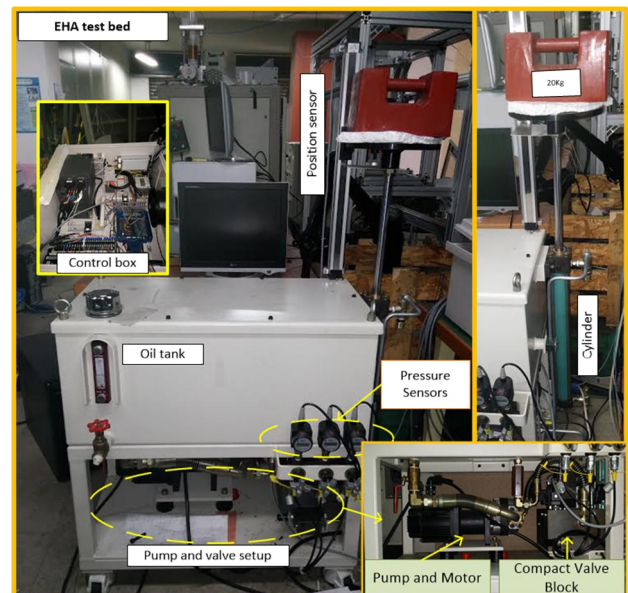 EHA test bed
Position sensor
20Kg
Control box
Cylinder
Oil tank
Pressure
Sensors
Pump and valve setup
Pump and Motor
Compact Valve
Block